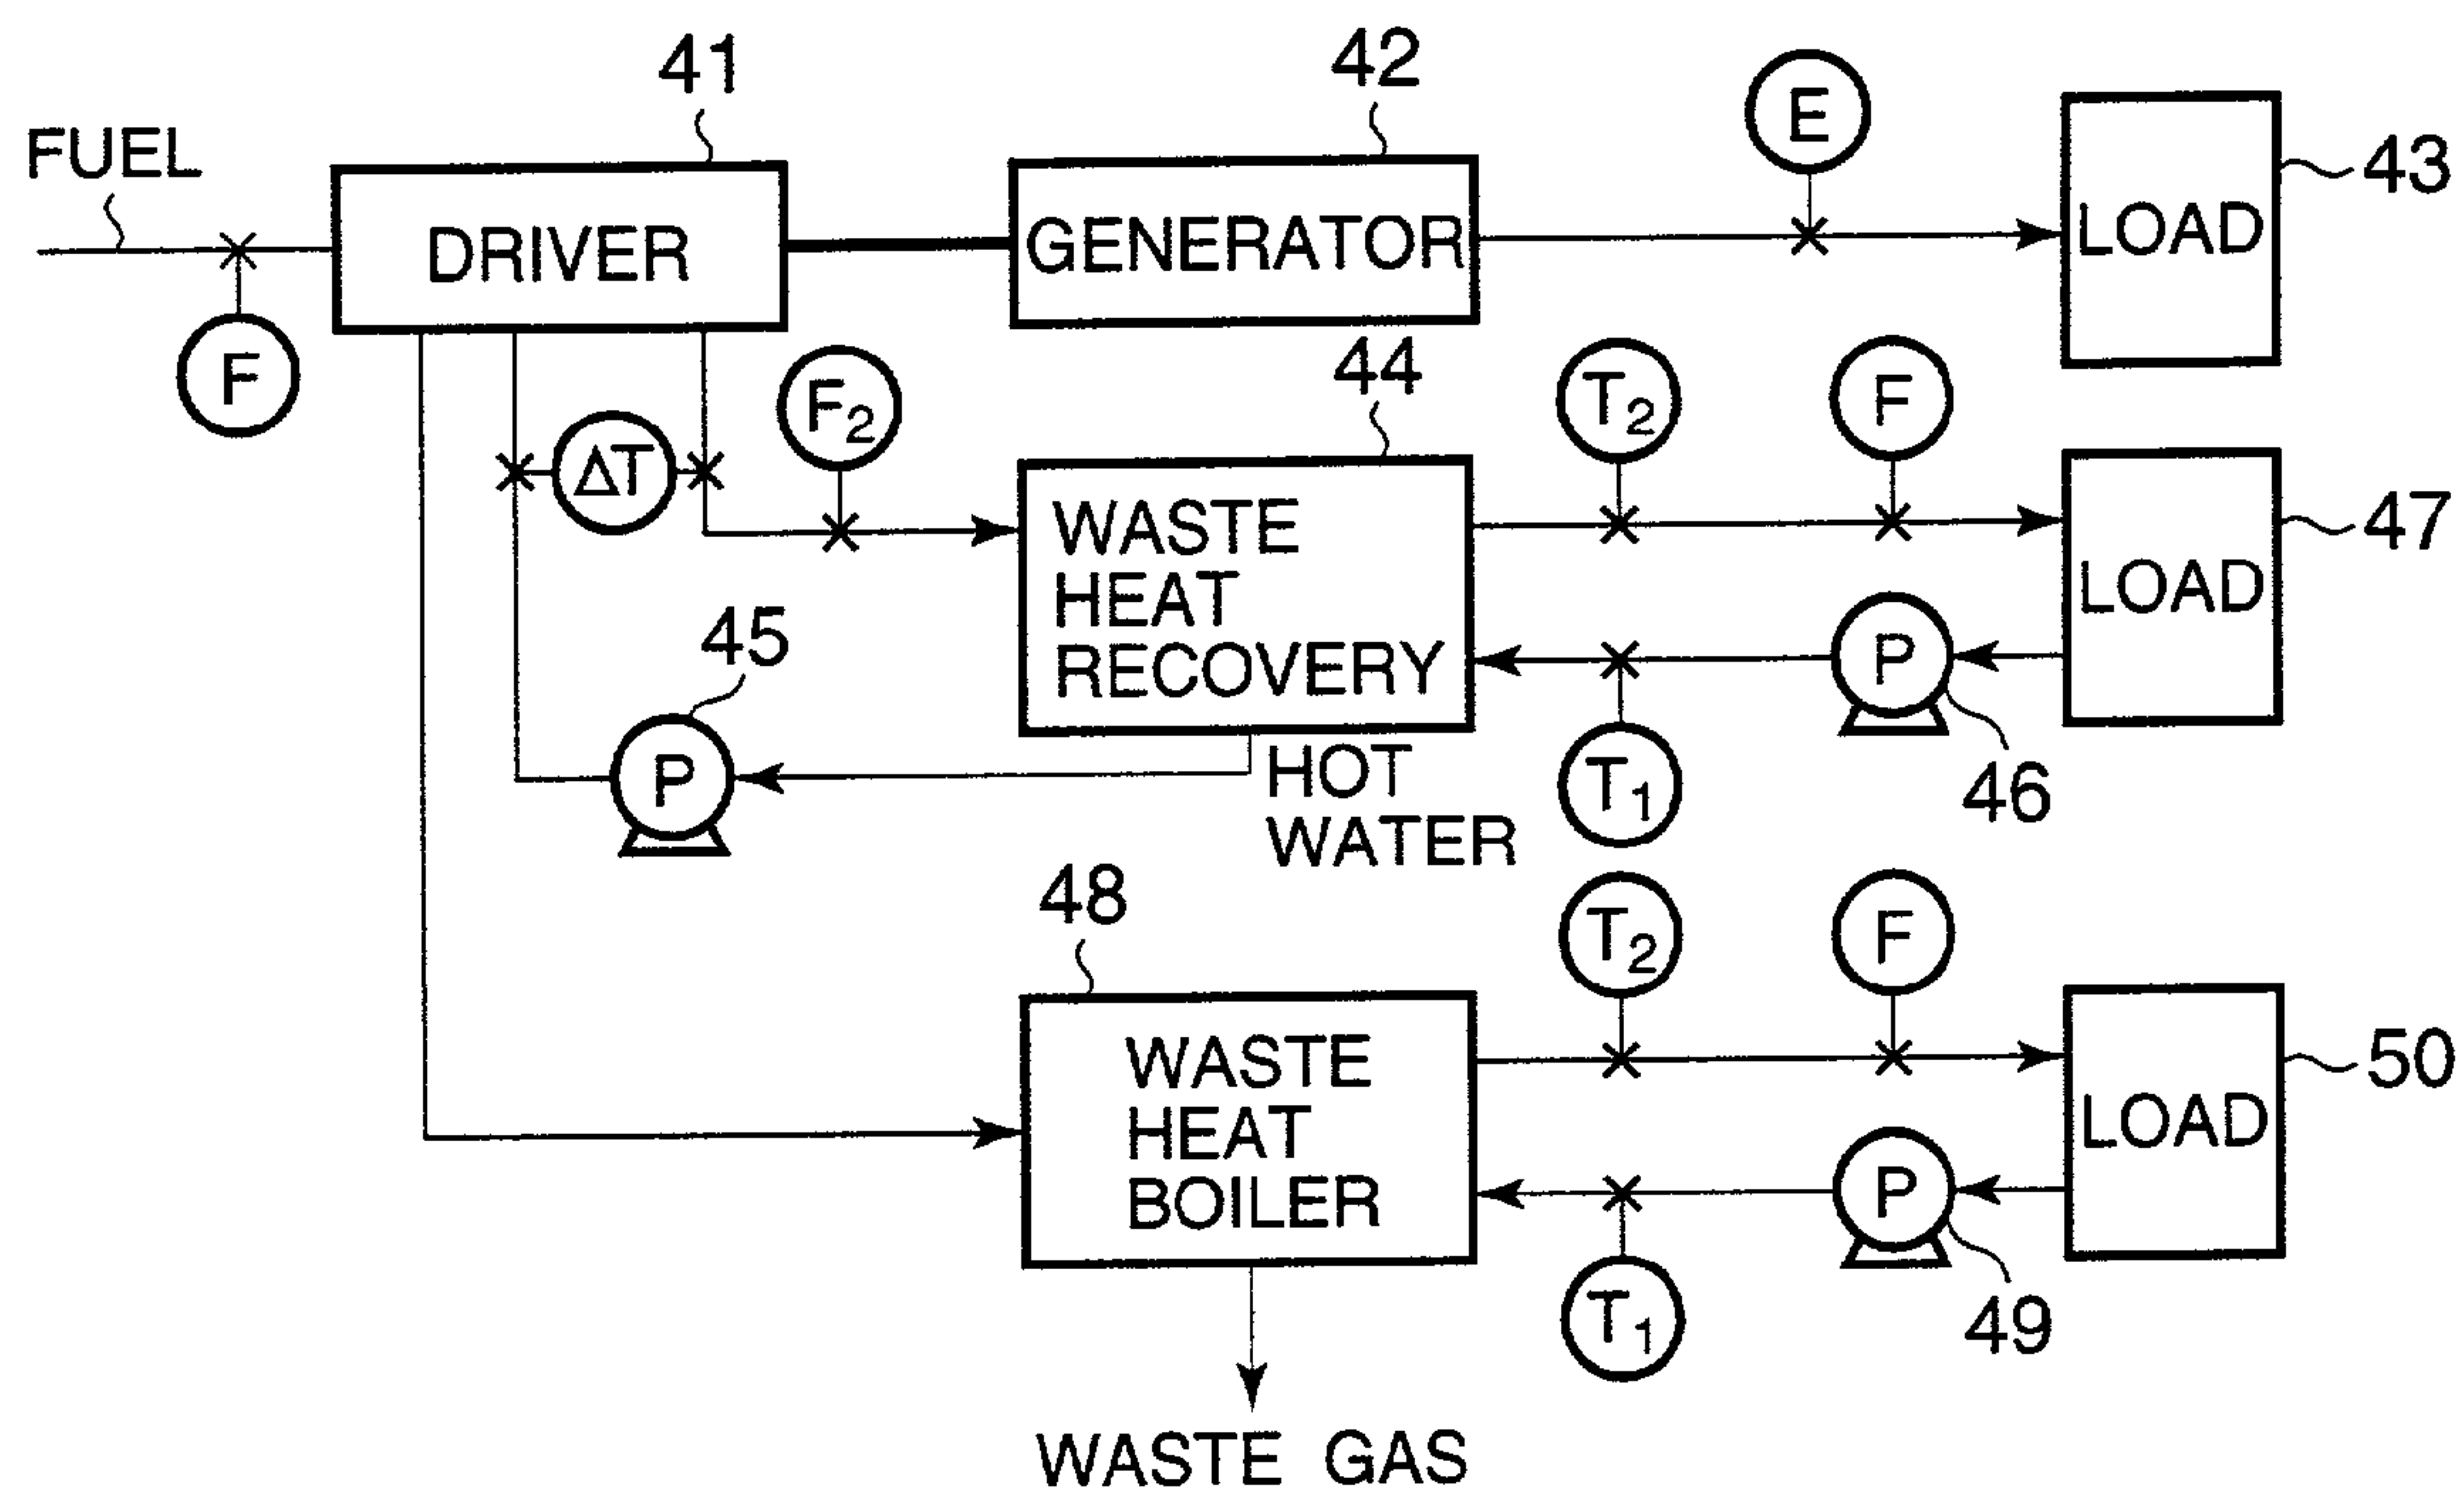 41
42
E
FUEL
43
DRIVER
GENERATOR
LOAD
F
44
F2
T2
F
ΔT
47
WASTE
HEAT
RECOVERY
LOAD
45
P
P
HOT
WATER
T1
46
48
T2
F
WASTE
HEAT
BOILER
50
LOAD
P
T1
49
WASTE GAS